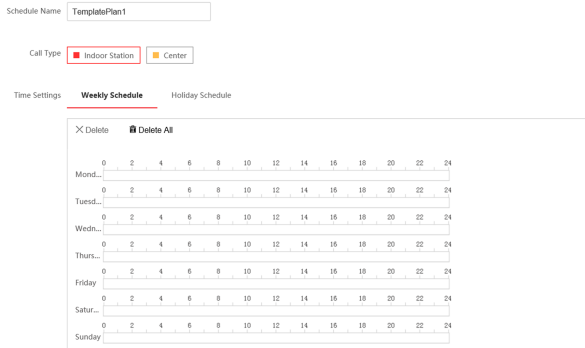 Schedule Name TemplatePlan1
Call Type Indoor Station Center
Time Settings Weekly Schedule Holiday Schedule
Delete Delete All
0 2 4 6 8 10 12 14 16 18 20 22 24
Mond...
0 2 4 6 8 10 12 14 16 18 20 22 24
Tuesd...
0 2 4 6 8 10 12 14 16 18 20 22 24
Wedn...
0 2 4 6 8 10 12 14 16 18 20 22 24
Thurs...
0 2 4 6 8 10 12 14 16 18 20 22 24
Friday
0 2 4 6 8 10 12 14 16 18 20 22 24
Satur...
0 2 4 6 8 10 12 14 16 18 20 22 24
Sunday